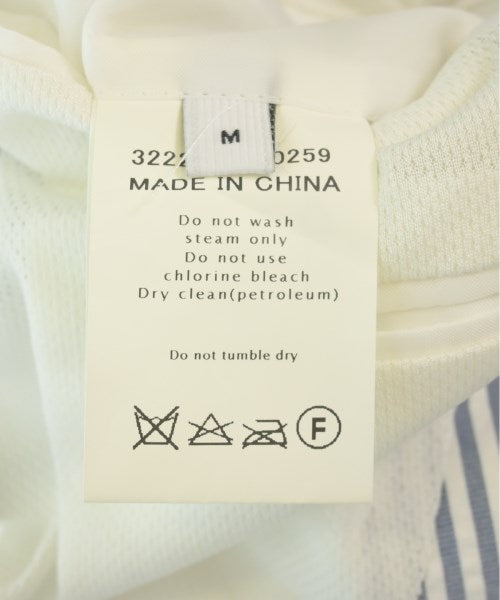 M
3222 0259
MADE IN CHINA
Do not wash
steam only
Do not use
chlorine bleach
Dry clean(petroleum)
Do not tumble dry
F